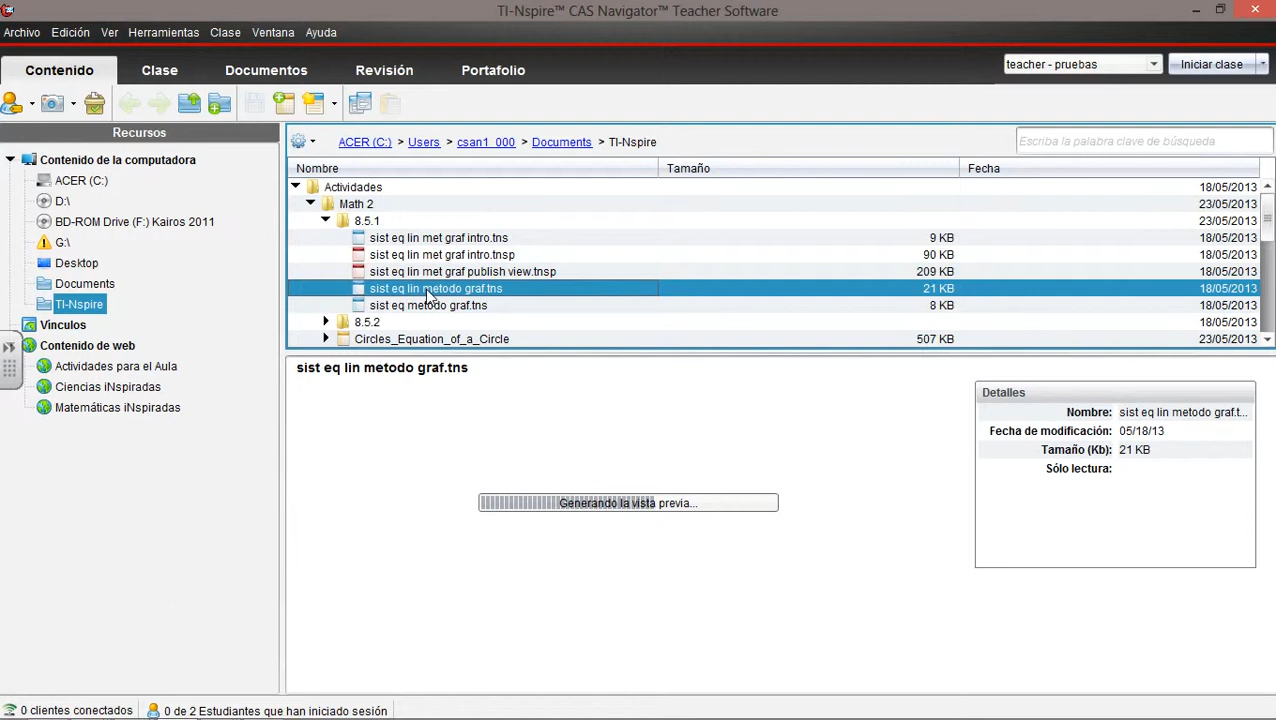 TI-Nspire™ CAS Navigator™ Teacher Software
Archivo Edición Ver Herramientas Clase Ventana Ayuda
Contenido Clase Documentos Revisión Portafolio teacher - pruebas Iniciar clase
Recursos
Contenido de la computadora
ACER (C:)
D:\
BD-ROM Drive (F:) Kairos 2011
G:\
Desktop
Documents
TI-Nspire
Vínculos
Contenido de web
Actividades para el Aula
Ciencias iNspiradas
Matemáticas iNspiradas
ACER (C:) > Users > csan1_000 > Documents > TI-Nspire Escriba la palabra clave de búsqueda
Nombre Tamaño Fecha
Actividades 18/05/2013
Math 2 23/05/2013
8.5.1 23/05/2013
sist eq lin met graf intro.tns 9 KB 18/05/2013
sist eq lin met graf intro.tnsp 90 KB 18/05/2013
sist eq lin met graf publish view.tnsp 209 KB 18/05/2013
sist eq lin metodo graf.tns 21 KB 18/05/2013
sist eq metodo graf.tns 8 KB 18/05/2013
8.5.2 18/05/2013
Circles_Equation_of_a_Circle 507 KB 23/05/2013
sist eq lin metodo graf.tns
Generando la vista previa...
Detalles
Nombre: sist eq lin metodo graf.t...
Fecha de modificación: 05/18/13
Tamaño (Kb): 21 KB
Sólo lectura:
0 clientes conectados 0 de 2 Estudiantes que han iniciado sesión